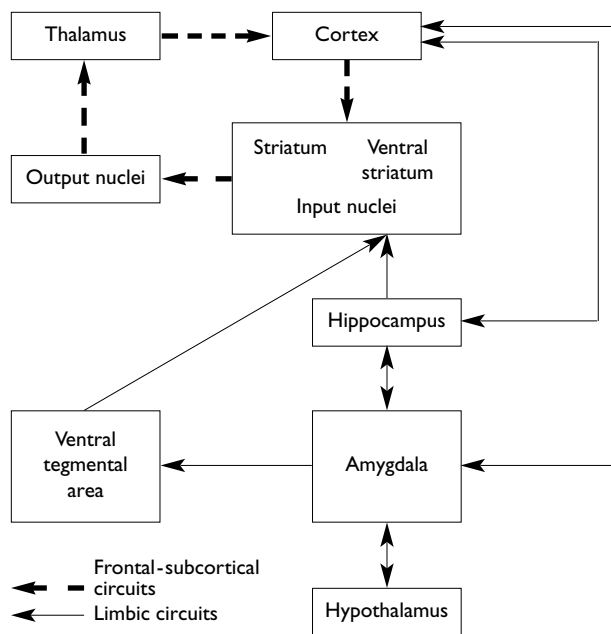 Thalamus
Cortex
Striatum
Ventral
striatum
Output nuclei
Input nuclei
Hippocampus
Ventral
tegmental
area
Amygdala
Frontal-subcortical
circuits
Limbic circuits
Hypothalamus